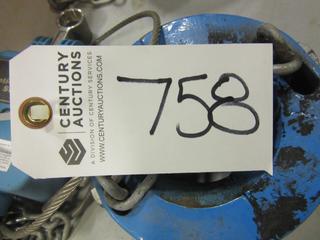 CENTURY
AUCTIONS
A DIVISION OF CENTURY SERVICES
WWW.CENTURYAUCTIONS.COM
758